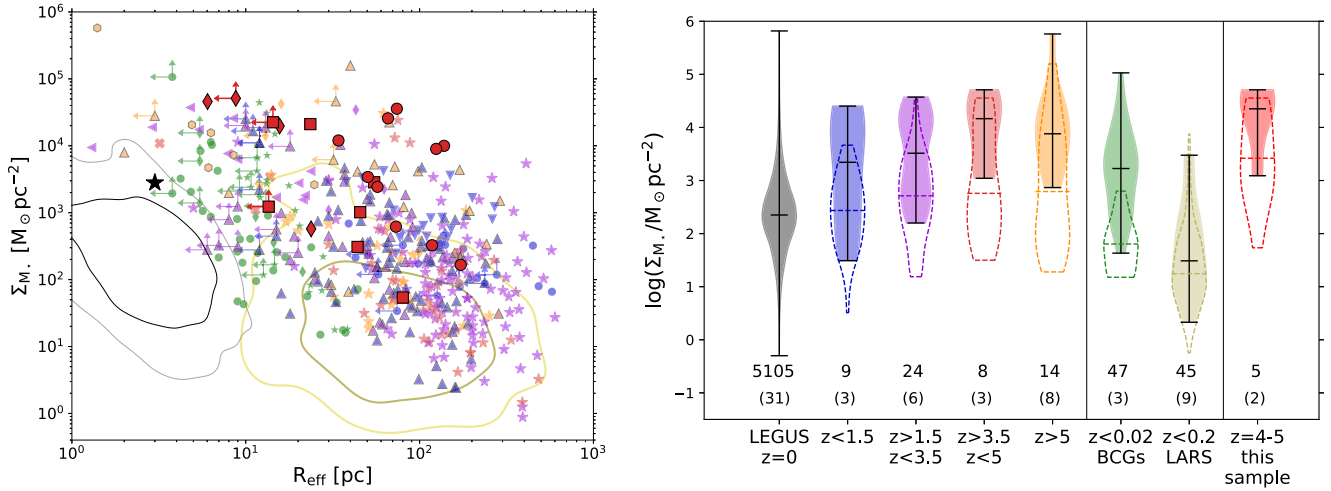 10⁶
10⁵
10⁴
10³
10²
10¹
10⁰
Σ_M⋆ [M⊙ pc⁻²]
10⁰ 10¹ 10² 10³
R_eff [pc]
6
5
4
3
2
1
0
−1
log(Σ_M⋆/M⊙ pc⁻²)
5105 9 24 8 14 47 45 5
(31) (3) (6) (3) (8) (3) (9) (2)
LEGUS z<1.5 z>1.5 z>3.5 z>5 z<0.02 z<0.2 z=4-5
z=0 z<3.5 z<5 BCGs LARS this
sample